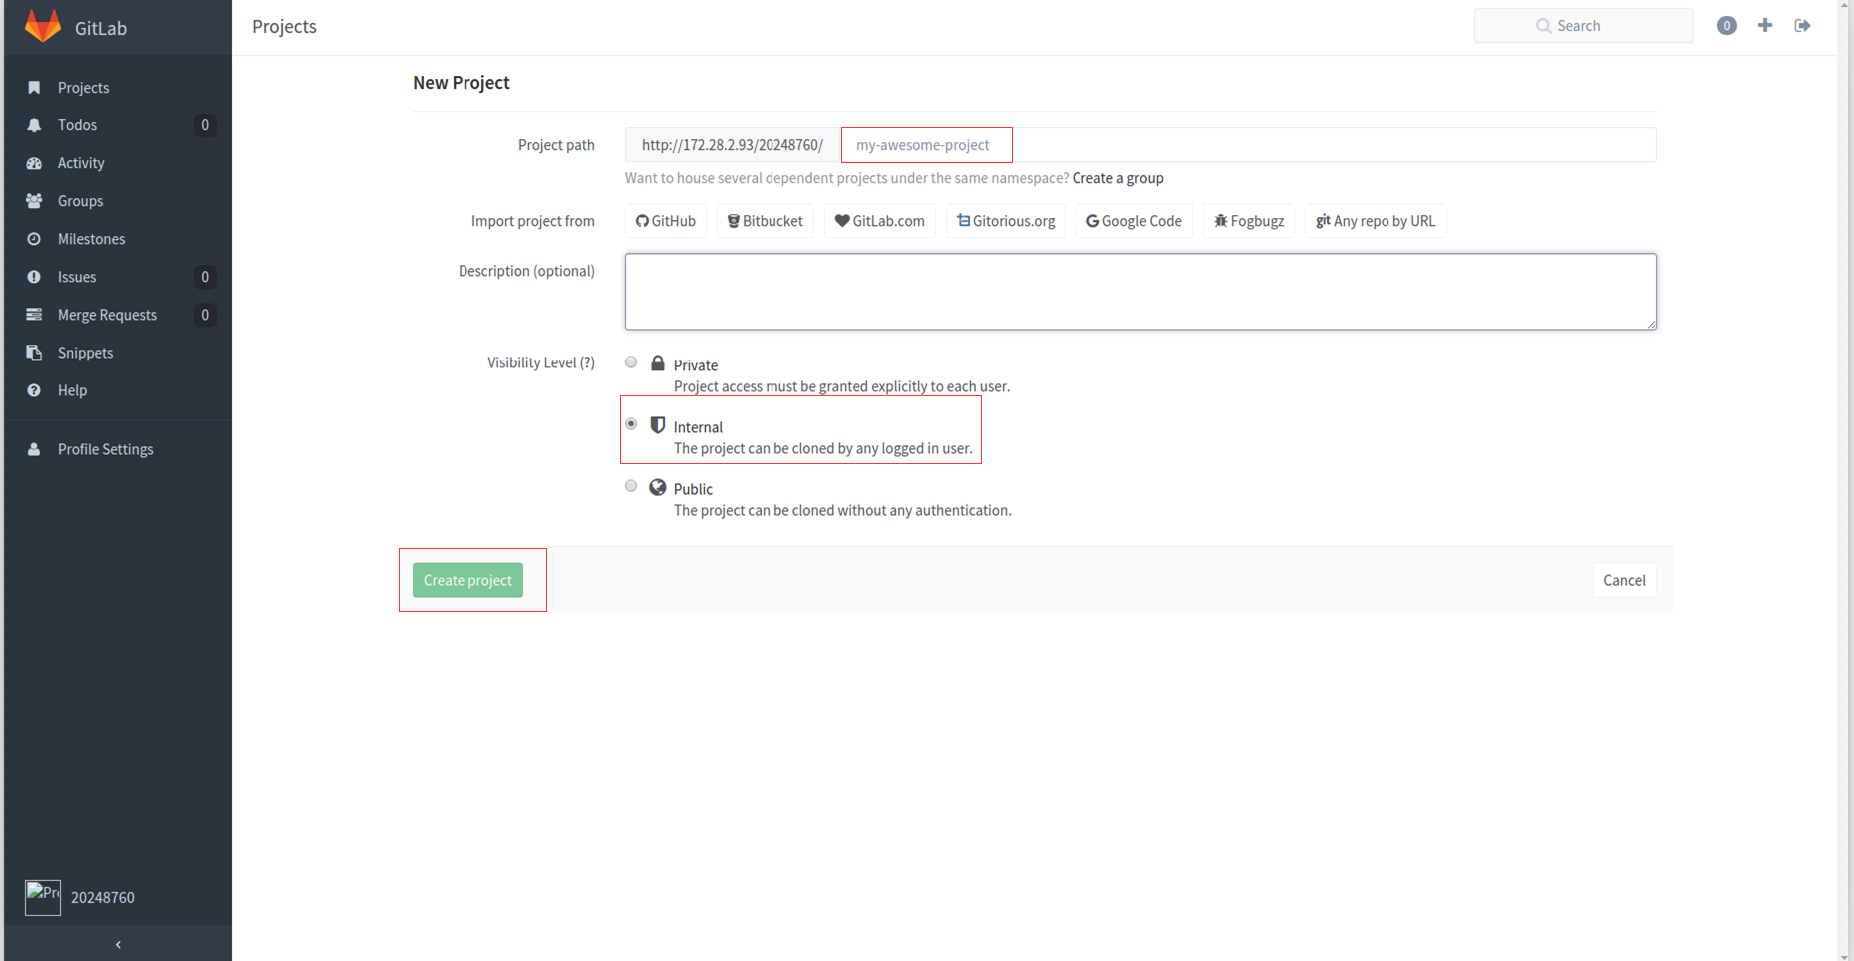 GitLab
Projects
Search
0
Projects
Todos 0
Activity
Groups
Milestones
Issues 0
Merge Requests 0
Snippets
Help
Profile Settings
New Project
Project path http://172.28.2.93/20248760/ my-awesome-project
Want to house several dependent projects under the same namespace? Create a group
Import project from GitHub Bitbucket GitLab.com Gitorious.org Google Code Fogbugz git Any repo by URL
Description (optional)
Visibility Level (?) Private
Project access must be granted explicitly to each user.
Internal
The project can be cloned by any logged in user.
Public
The project can be cloned without any authentication.
Create project Cancel
Pr
20248760